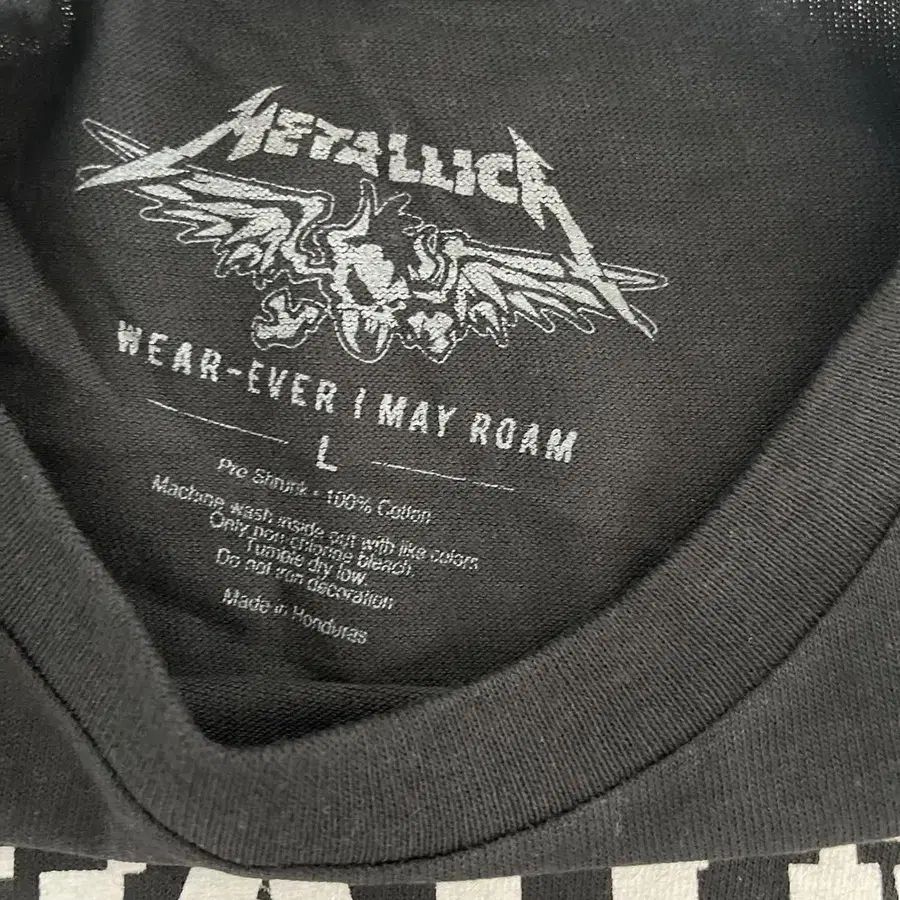 METALLICA
WEAR-EVER I MAY ROAM
L
Pre Shrunk • 100% Cotton
Machine wash inside out with like colors
Only non-chlorine bleach.
Tumble dry low.
Do not iron decoration
Made in Honduras